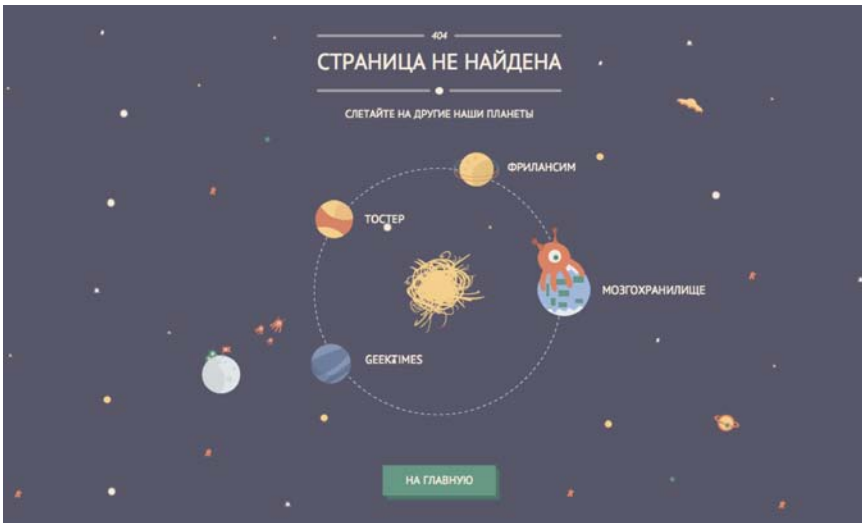 404
СТРАНИЦА НЕ НАЙДЕНА
СЛЕТАЙТЕ НА ДРУГИЕ НАШИ ПЛАНЕТЫ
ФРИЛАНСИМ
ТОСТЕР
МОЗГОХРАНИЛИЩЕ
GEEKTIMES
НА ГЛАВНУЮ